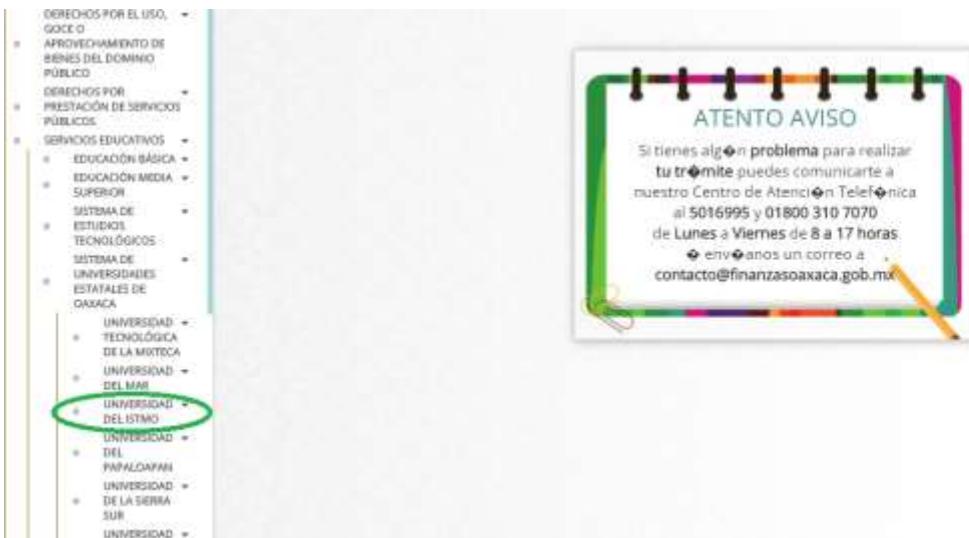 DERECHOS POR EL USO,
GOCE O
APROVECHAMIENTO DE
BIENES DEL DOMINIO
PÚBLICO
DERECHOS POR
PRESTACIÓN DE SERVICIOS
PÚBLICOS
SERVICIOS EDUCATIVOS
EDUCACIÓN BÁSICA
EDUCACIÓN MEDIA
SUPERIOR
SISTEMA DE
ESTUDIOS
TECNOLÓGICOS
SISTEMA DE
UNIVERSIDADES
ESTATALES DE
OAXACA
UNIVERSIDAD
TECNOLÓGICA
DE LA MIXTECA
UNIVERSIDAD
DEL MAR
UNIVERSIDAD
DEL ISTMO
UNIVERSIDAD
DEL
PAPALOAPAN
UNIVERSIDAD
DE LA SIERRA
SUR
UNIVERSIDAD
ATENTO AVISO
Si tienes alg�n problema para realizar
tu tr�mite puedes comunicarte a
nuestro Centro de Atenci�n Telef�nica
al 5016995 y 01800 310 7070
de Lunes a Viernes de 8 a 17 horas
� env�anos un correo a
contacto@finanzasoaxaca.gob.mx